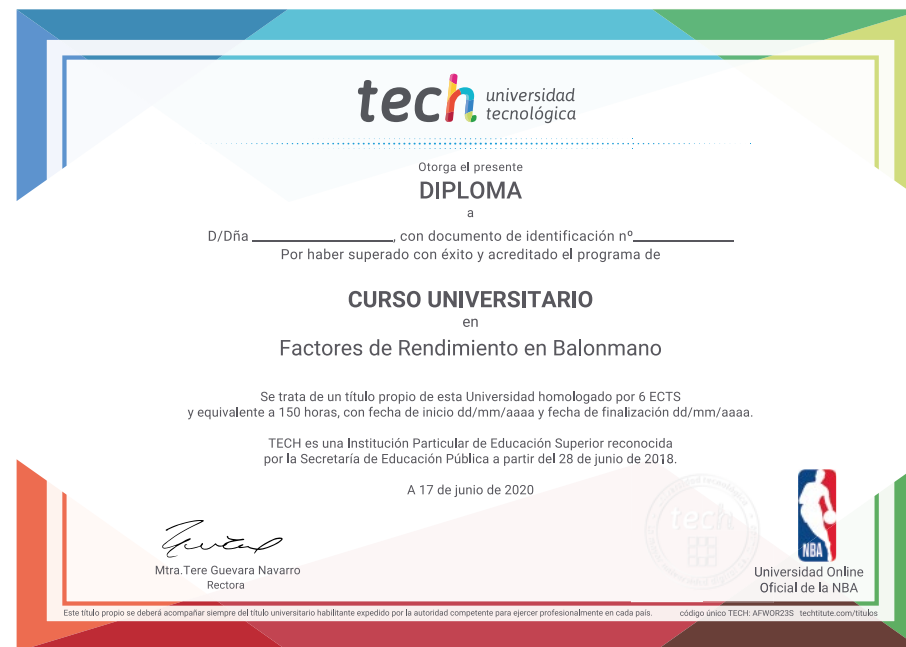 tech universidad
tecnológica
Otorga el presente
DIPLOMA
a
D/Dña ______________, con documento de identificación nº__________
Por haber superado con éxito y acreditado el programa de
CURSO UNIVERSITARIO
en
Factores de Rendimiento en Balonmano
Se trata de un título propio de esta Universidad homologado por 6 ECTS
y equivalente a 150 horas, con fecha de inicio dd/mm/aaaa y fecha de finalización dd/mm/aaaa.
TECH es una Institución Particular de Educación Superior reconocida
por la Secretaría de Educación Pública a partir del 28 de junio de 2018.
A 17 de junio de 2020
tech
Mtra.Tere Guevara Navarro
Rectora
NBA
Universidad Online
Oficial de la NBA
Este título propio se deberá acompañar siempre del título universitario habilitante expedido por la autoridad competente para ejercer profesionalmente en cada país. código único TECH: AFWOR23S techtitute.com/titulos